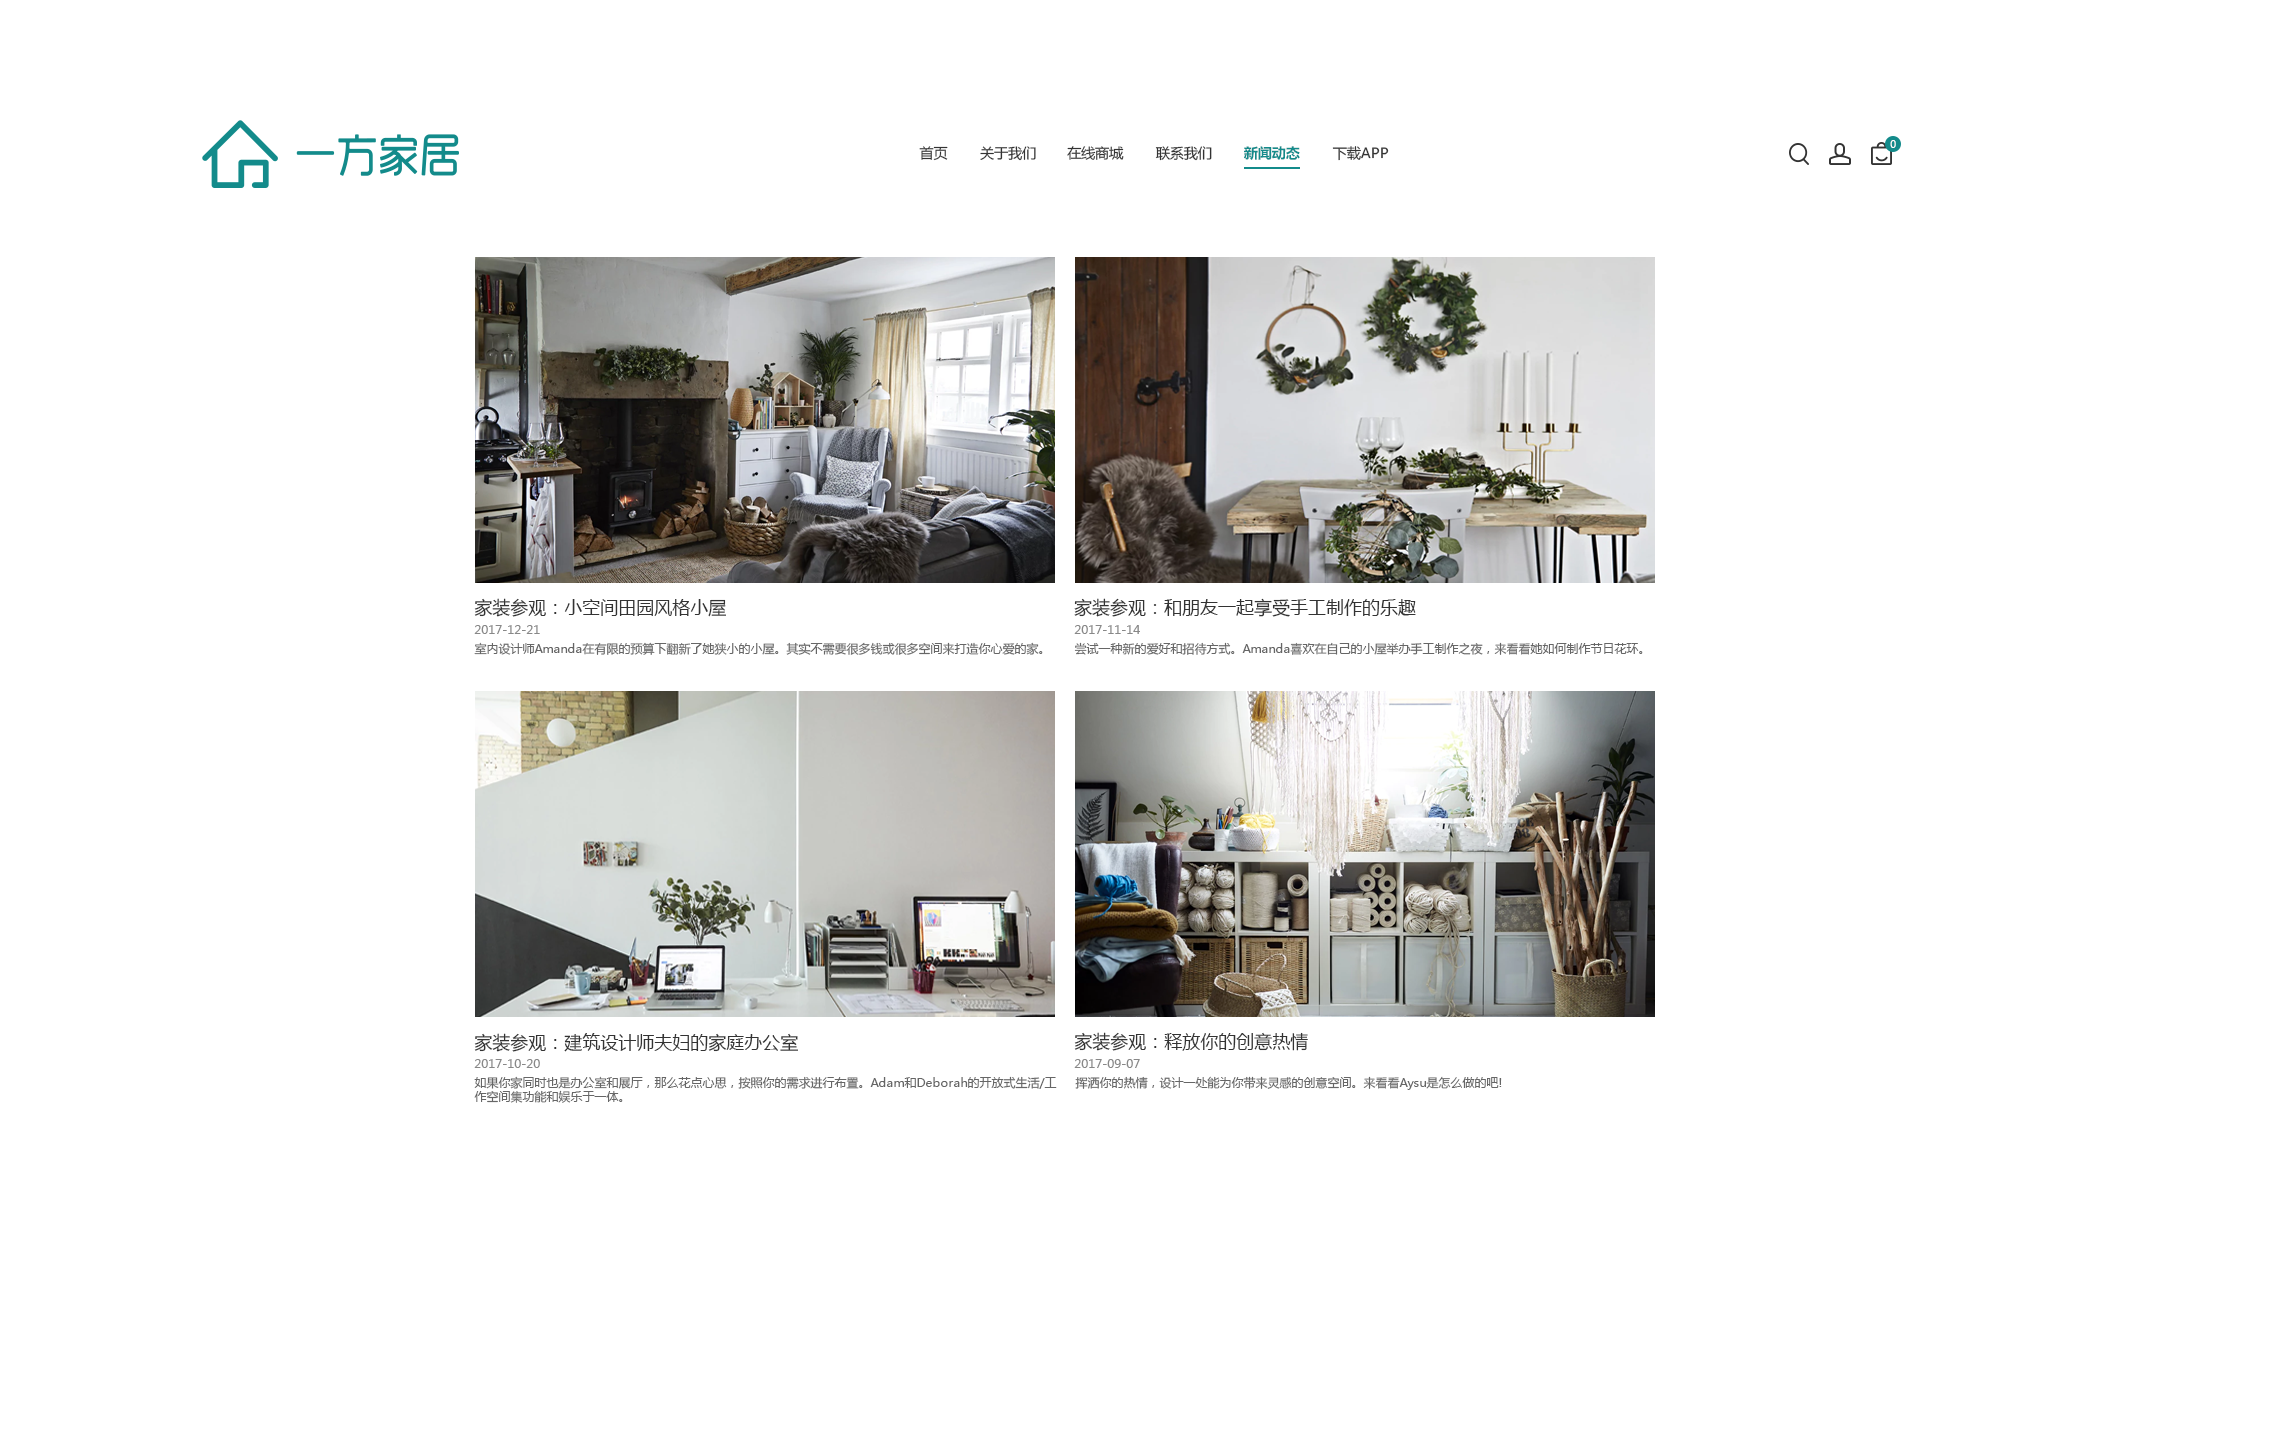 一方家居
首页 关于我们 在线商城 联系我们 新闻动态 下载APP
0
家装参观：小空间田园风格小屋
2017-12-21
室内设计师Amanda在有限的预算下翻新了她狭小的小屋。其实不需要很多钱或很多空间来打造你心爱的家。
家装参观：和朋友一起享受手工制作的乐趣
2017-11-14
尝试一种新的爱好和招待方式。Amanda喜欢在自己的小屋举办手工制作之夜，来看看她如何制作节日花环。
家装参观：建筑设计师夫妇的家庭办公室
2017-10-20
如果你家同时也是办公室和展厅，那么花点心思，按照你的需求进行布置。Adam和Deborah的开放式生活/工
作空间集功能和娱乐于一体。
家装参观：释放你的创意热情
2017-09-07
挥洒你的热情，设计一处能为你带来灵感的创意空间。来看看Aysu是怎么做的吧!